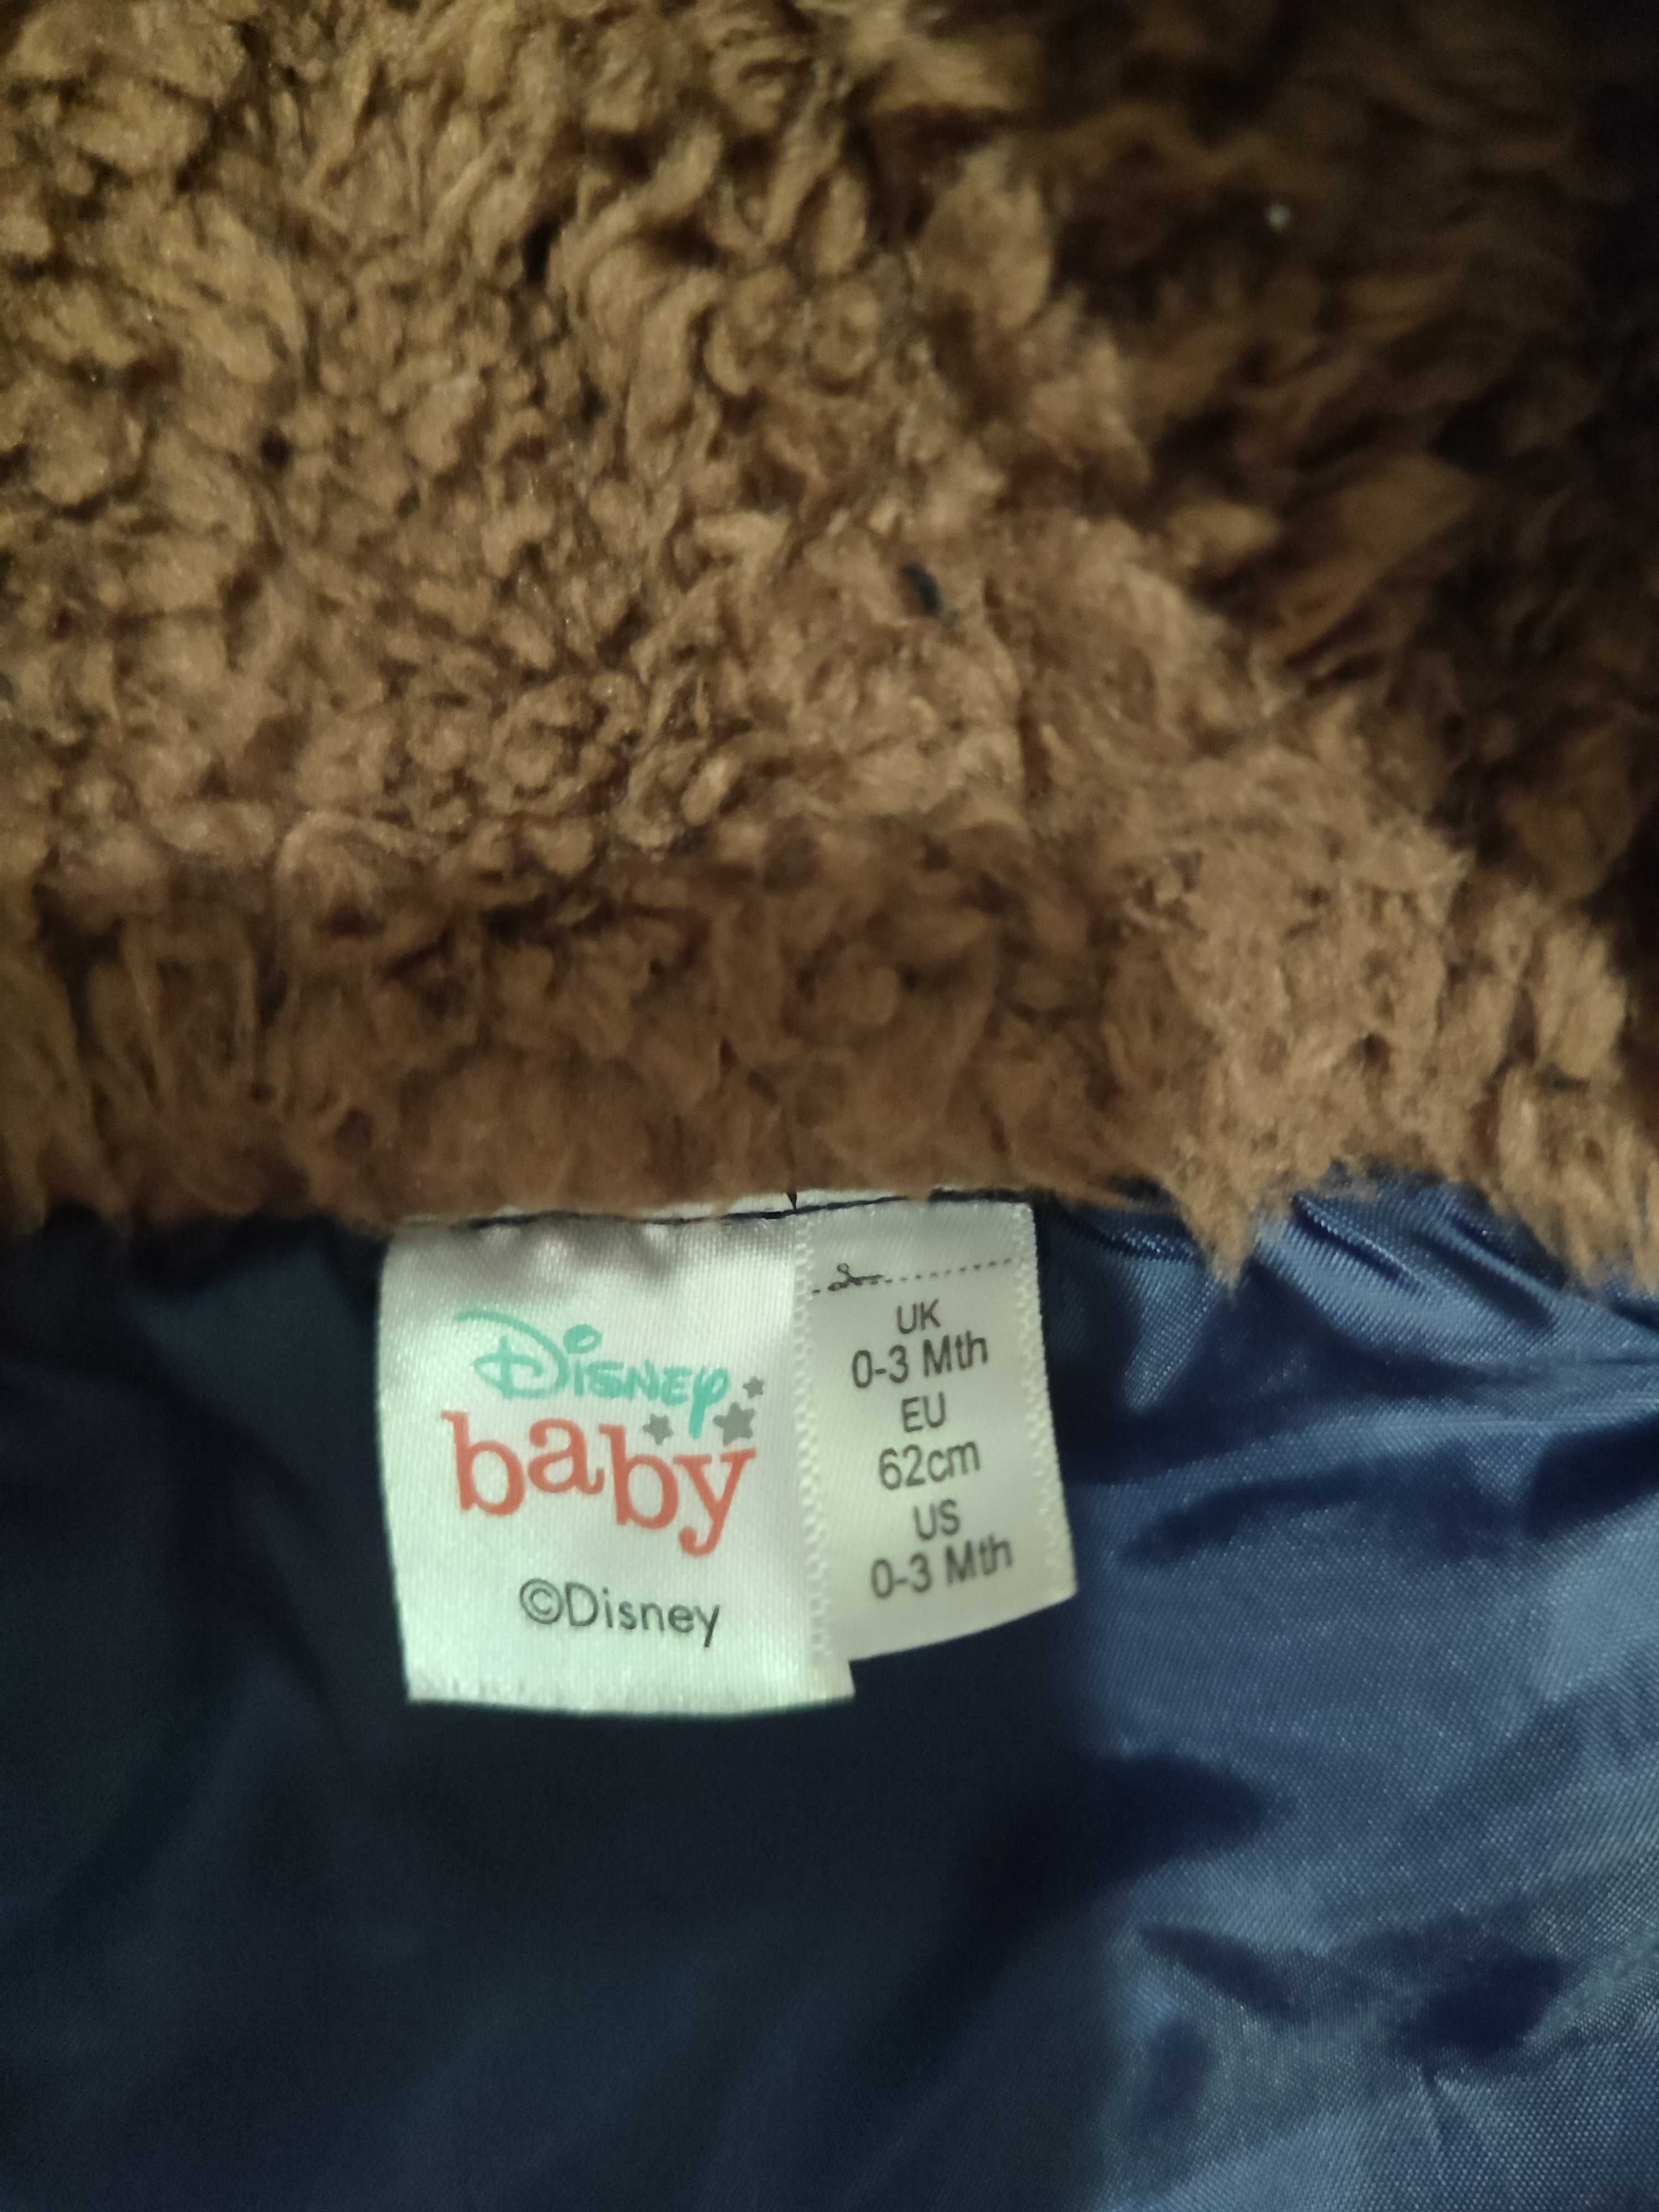 Disney
baby
©Disney
UK
0-3 Mth
EU
62cm
US
0-3 Mth